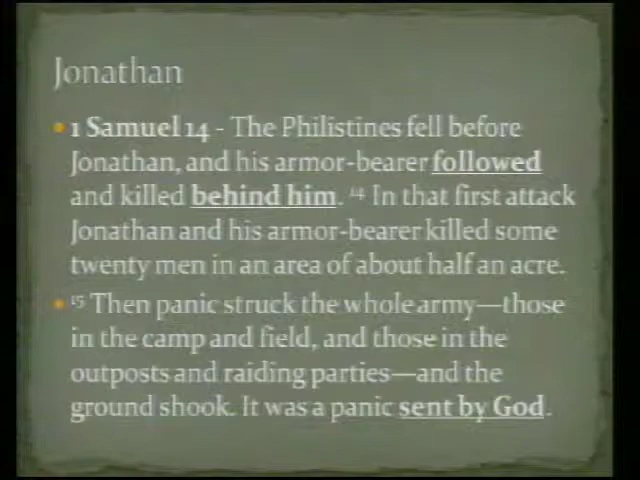 Jonathan
• 1 Samuel 14 - The Philistines fell before
Jonathan, and his armor-bearer followed
and killed behind him. ¹⁴ In that first attack
Jonathan and his armor-bearer killed some
twenty men in an area of about half an acre.
• ¹⁵ Then panic struck the whole army—those
in the camp and field, and those in the
outposts and raiding parties—and the
ground shook. It was a panic sent by God.